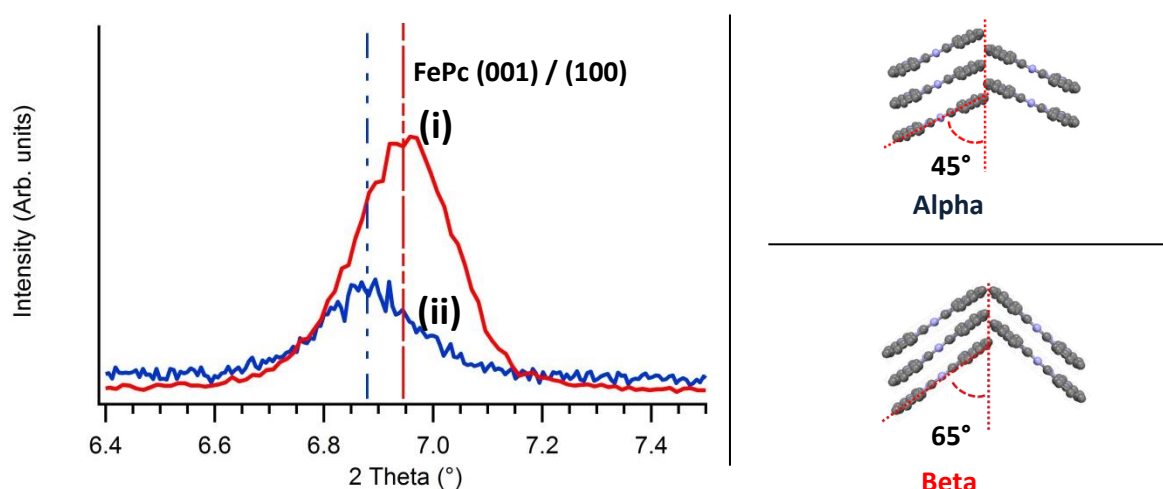 FePc (001) / (100)
(i)
(ii)
Intensity (Arb. units)
6.4 6.6 6.8 7.0 7.2 7.4
2 Theta (°)
45°
Alpha
65°
Beta